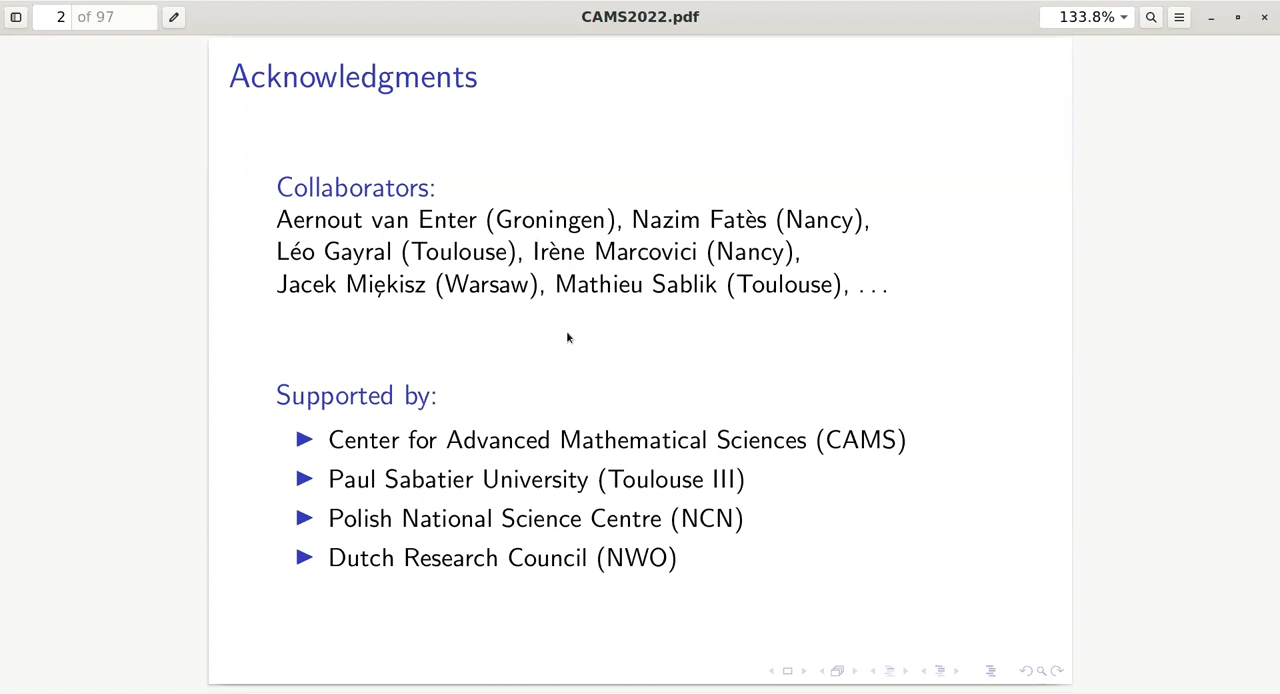 2 of 97
CAMS2022.pdf
133.8%
Acknowledgments
Collaborators:
Aernout van Enter (Groningen), Nazim Fatès (Nancy),
Léo Gayral (Toulouse), Irène Marcovici (Nancy),
Jacek Miękisz (Warsaw), Mathieu Sablik (Toulouse), ...
Supported by:
▶ Center for Advanced Mathematical Sciences (CAMS)
▶ Paul Sabatier University (Toulouse III)
▶ Polish National Science Centre (NCN)
▶ Dutch Research Council (NWO)